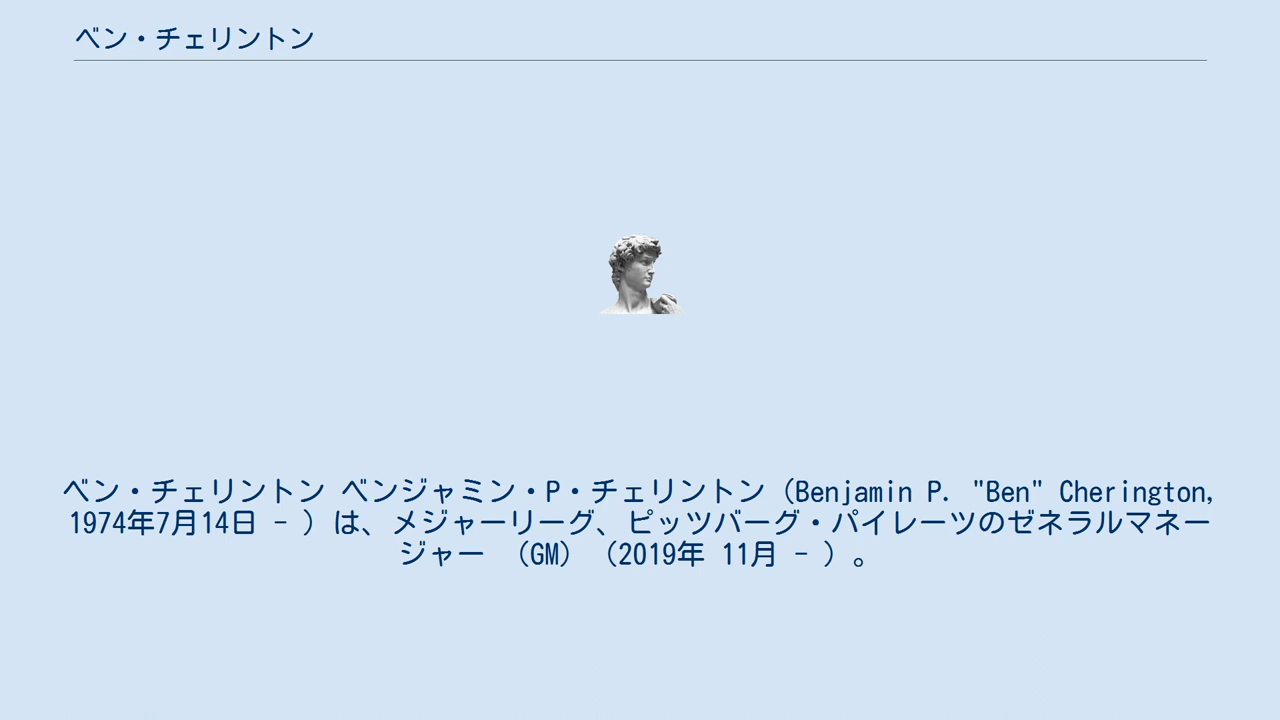 ベン・チェリントン
ベン・チェリントン ベンジャミン・P・チェリントン（Benjamin P. "Ben" Cherington,
1974年7月14日 - ）は、メジャーリーグ、ピッツバーグ・パイレーツのゼネラルマネー
ジャー （GM）（2019年 11月 - ）。